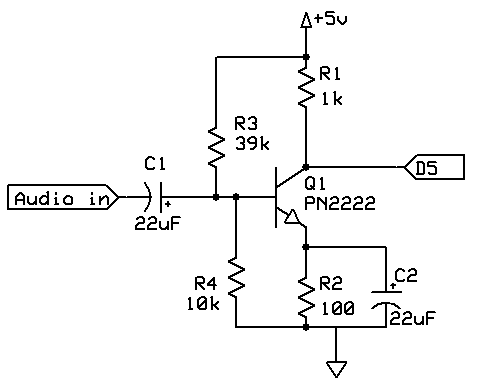 +5v
R1
1k
R3
39k
C1
D5
Q1
PN2222
Audio in
+
22uF
C2
+
R4
10k
R2
100
22uF